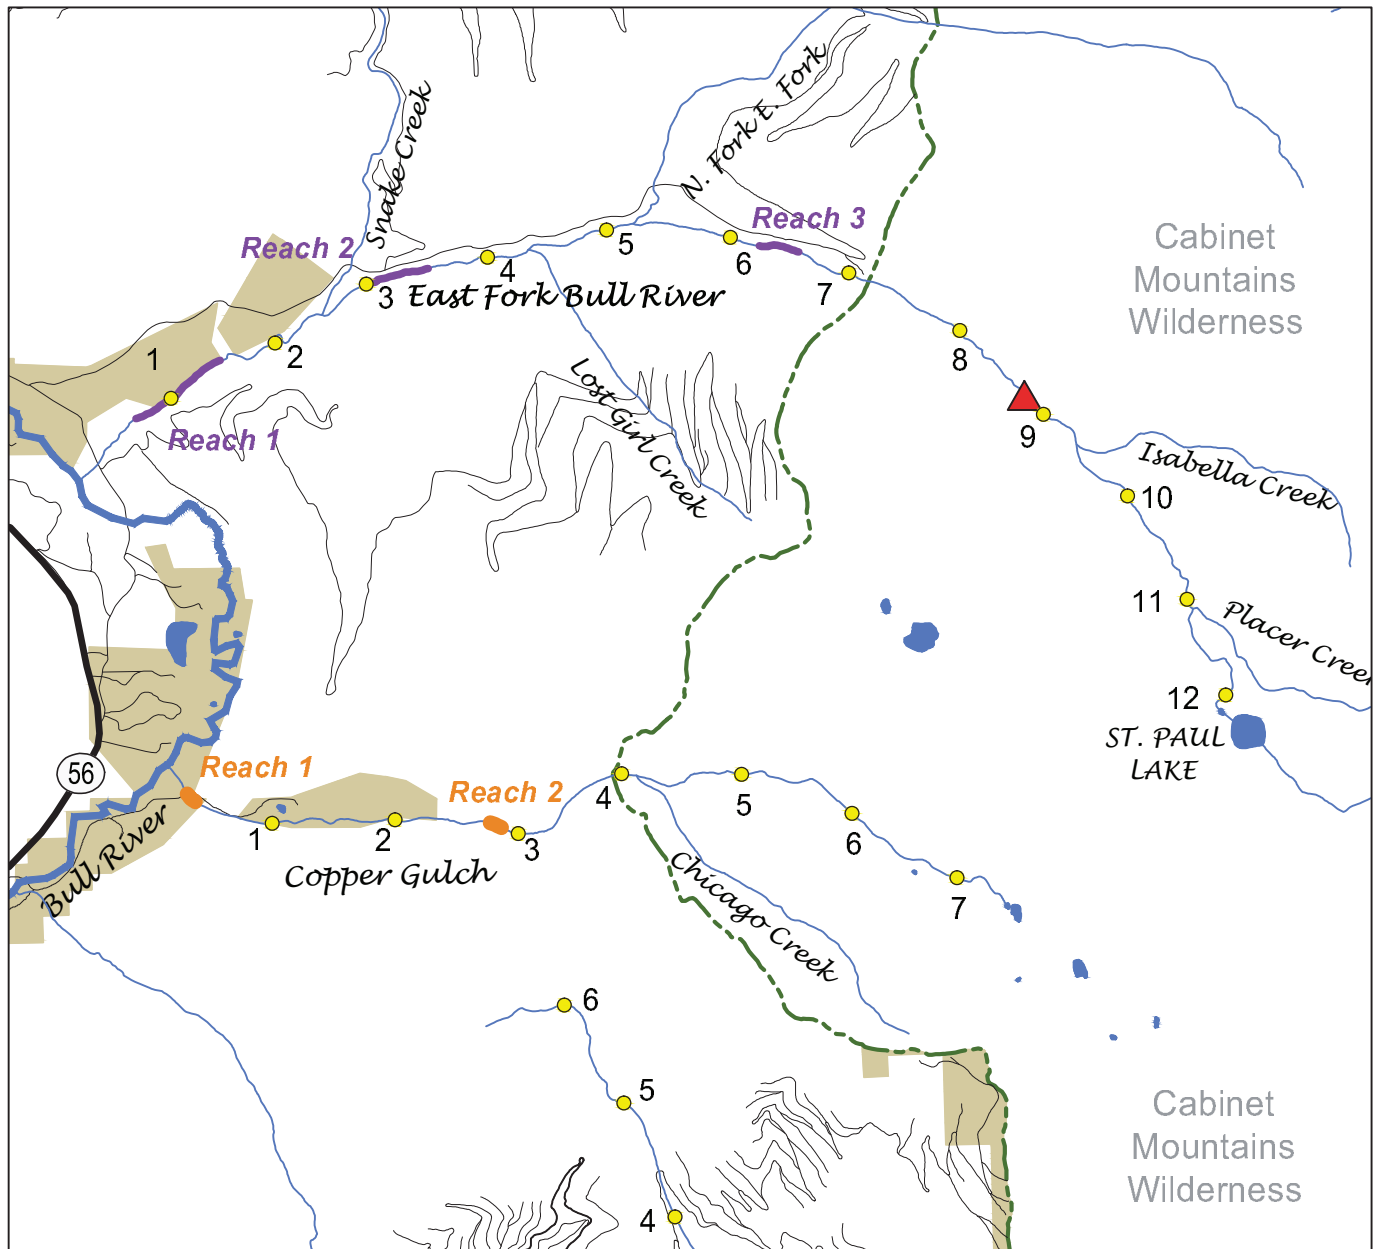 Snake Creek
N. Fork E. Fork
Reach 2
Reach 3
Cabinet
Mountains
Wilderness
5
4
6
3
East Fork Bull River
7
1
2
8
Reach 1
Lost Girl Creek
9
Isabella Creek
10
11
Placer Creek
12
ST. PAUL
LAKE
56
Reach 1
Reach 2
4
5
1
2
3
6
Bull River
Copper Gulch
Chicago Creek
7
6
5
4
Cabinet
Mountains
Wilderness